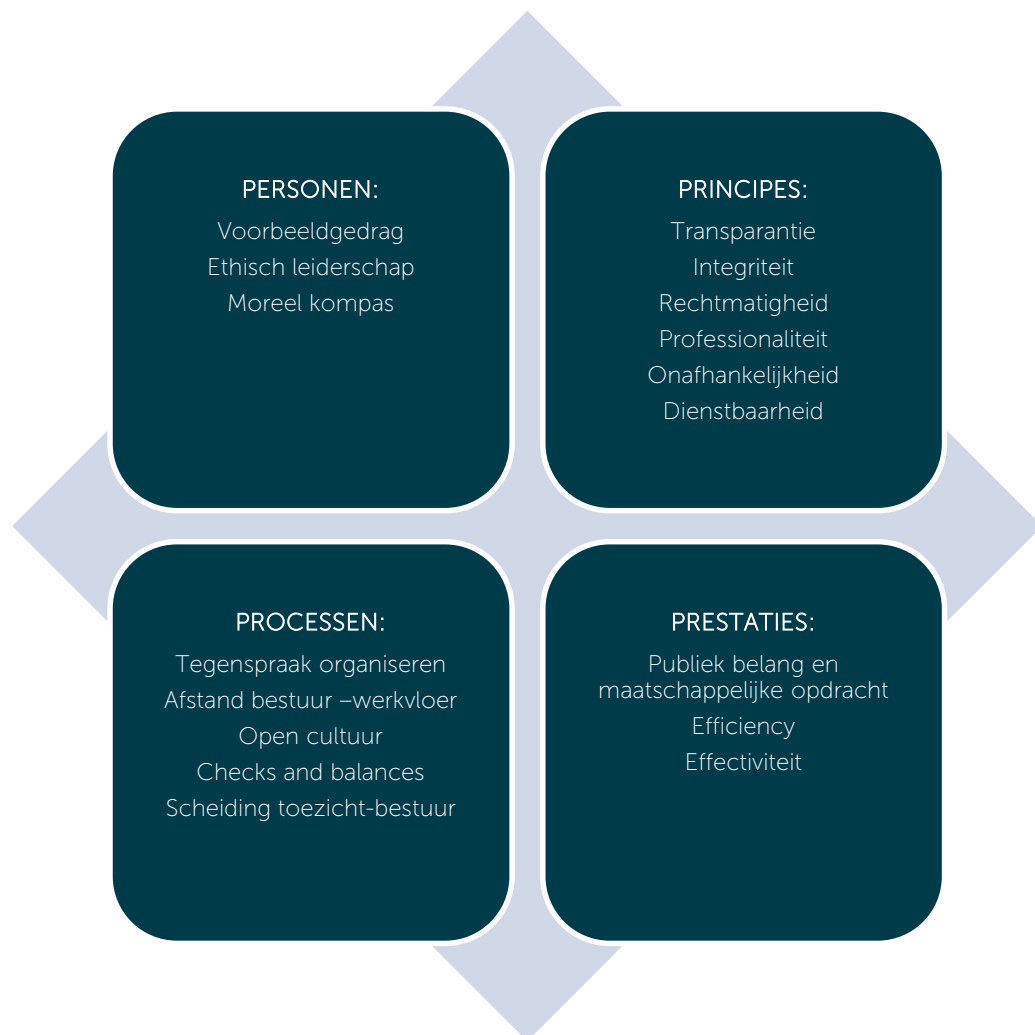 PERSONEN:
Voorbeeldgedrag
Ethisch leiderschap
Moreel kompas
PRINCIPES:
Transparantie
Integriteit
Rechtmatigheid
Professionaliteit
Onafhankelijkheid
Dienstbaarheid
PROCESSEN:
Tegenspraak organiseren
Afstand bestuur –werkvloer
Open cultuur
Checks and balances
Scheiding toezicht-bestuur
PRESTATIES:
Publiek belang en
maatschappelijke opdracht
Efficiency
Effectiviteit